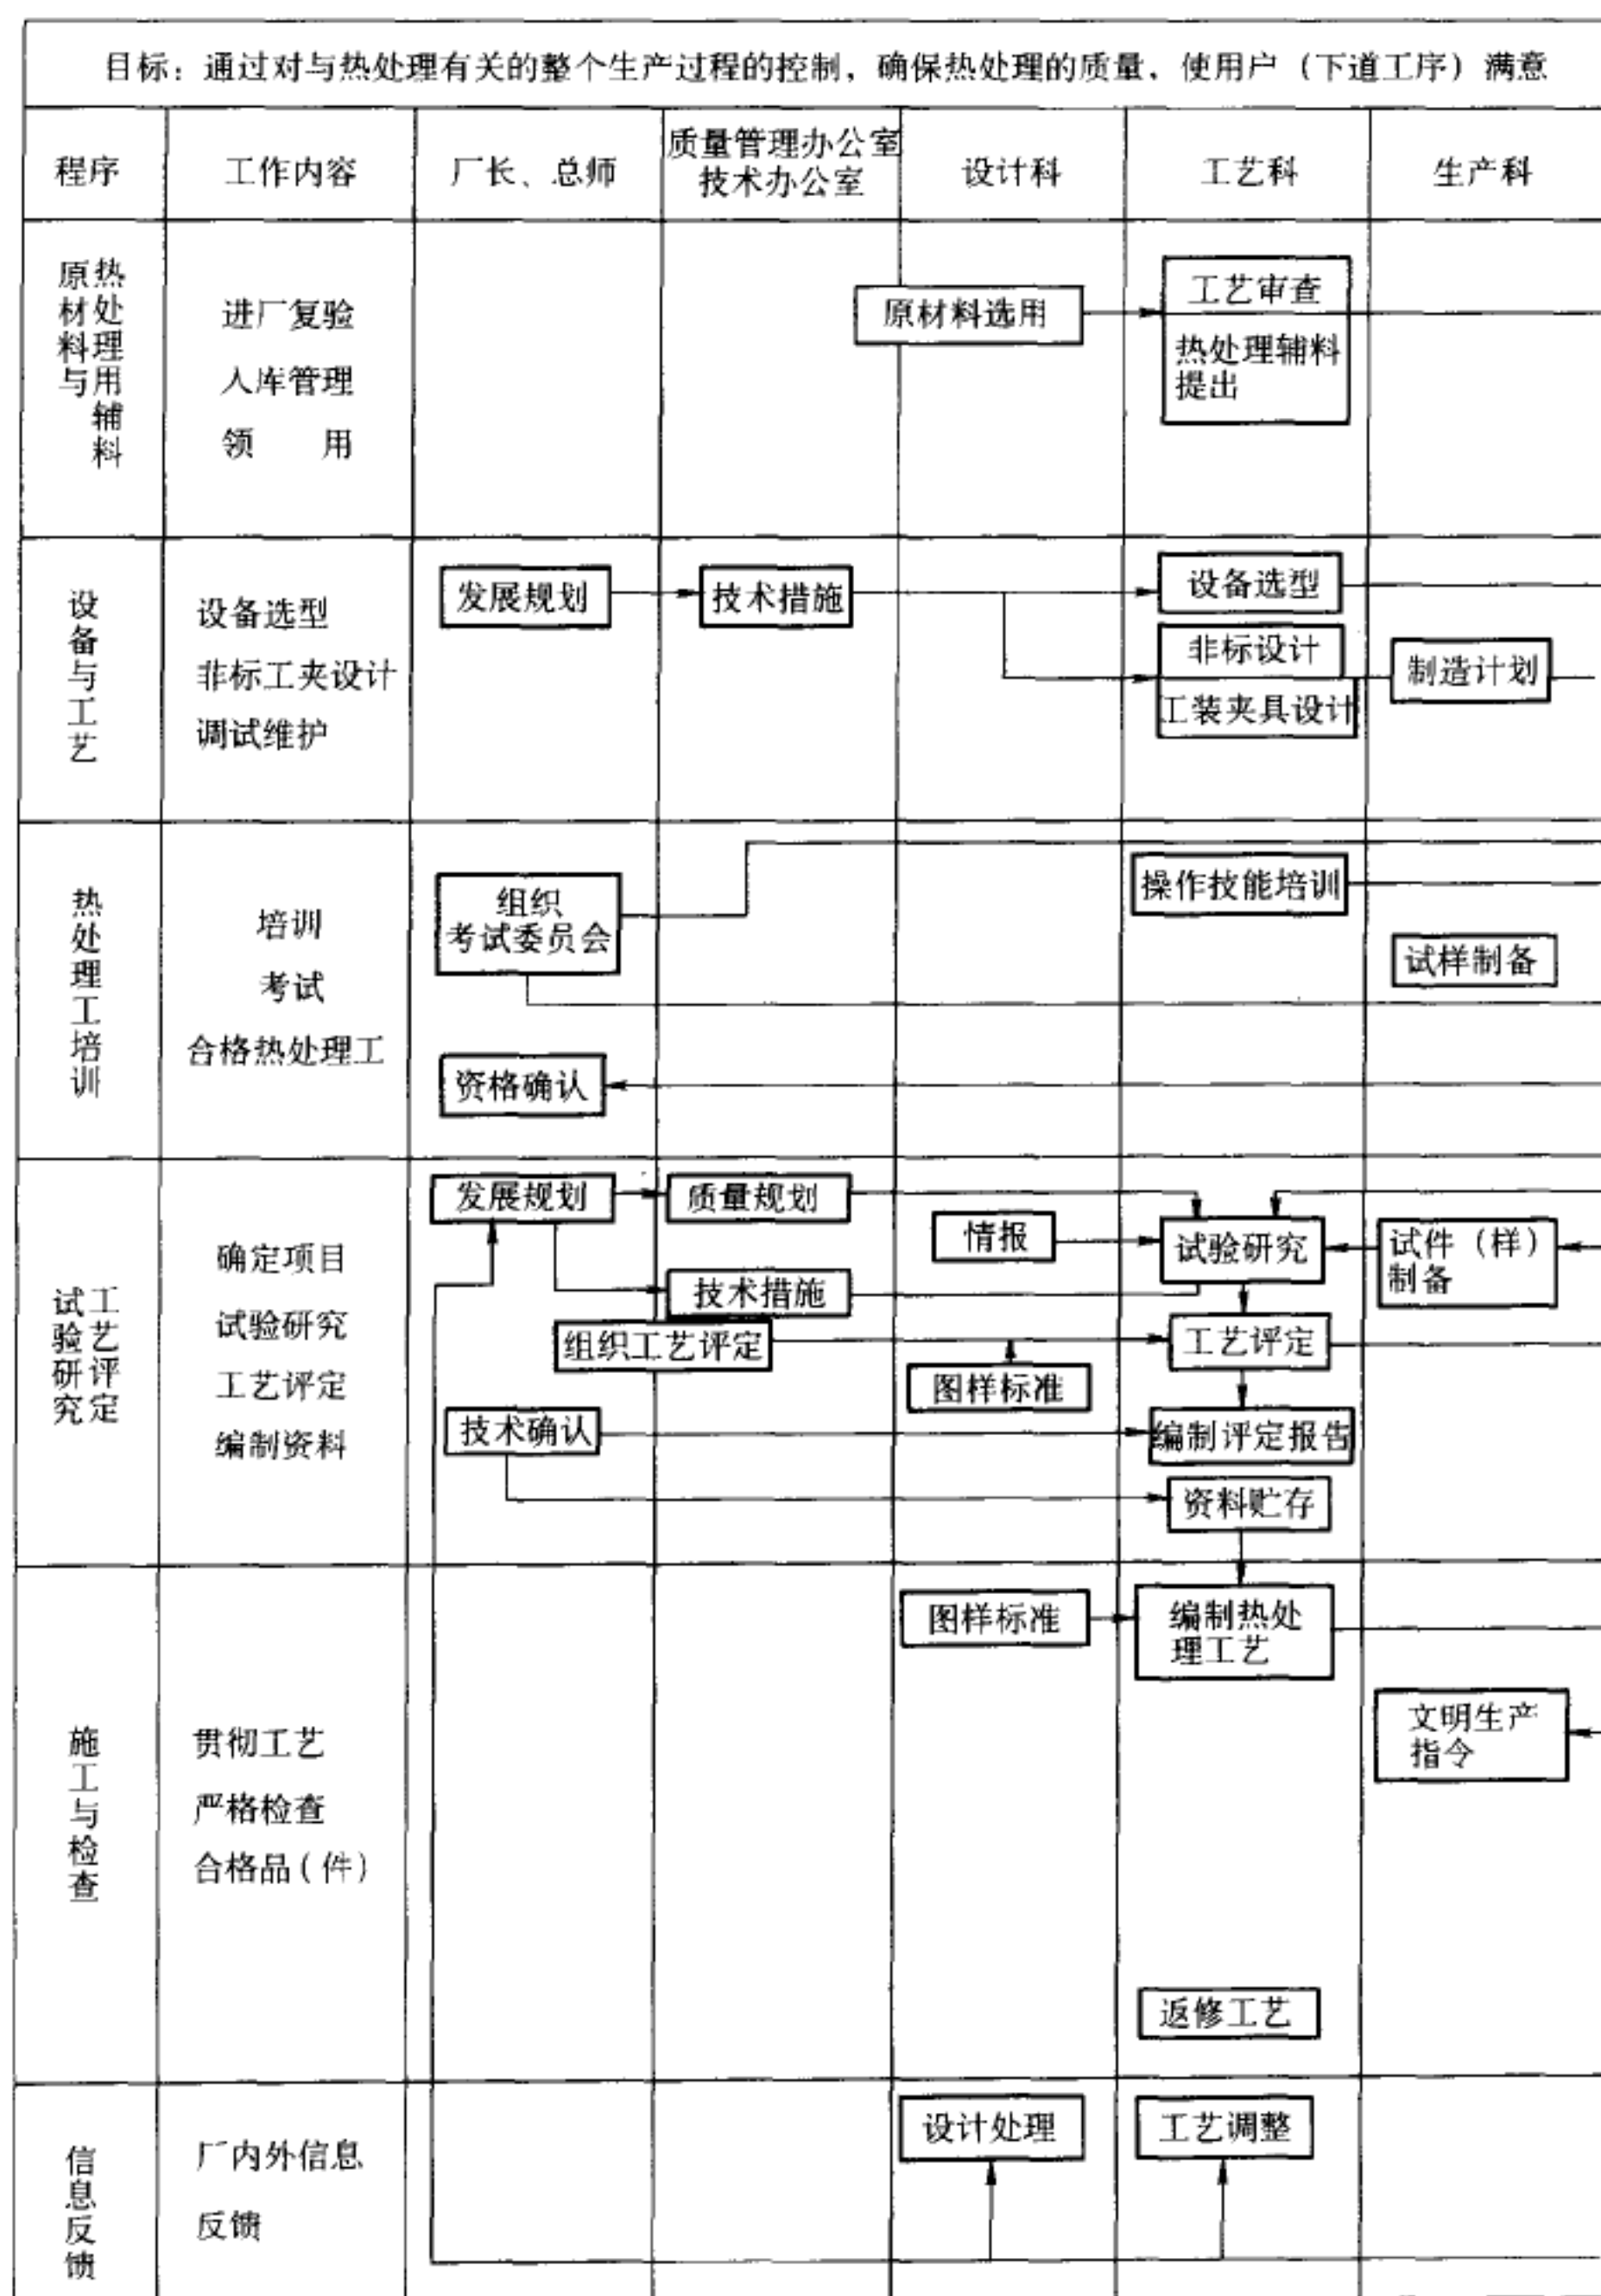 目标：通过对与热处理有关的整个生产过程的控制，确保热处理的质量，使用户（下道工序）满意
程序
工作内容
厂长、总师
质量管理办公室
技术办公室
设计科
工艺科
生产科
原材料与
热处理用辅料
进厂复验
入库管理
领 用
原材料选用
工艺审查
热处理辅料
提出
设备与工艺
设备选型
非标工夹设计
调试维护
发展规划
技术措施
设备选型
非标设计
工装夹具设计
制造计划
热处理工培训
培训
考试
合格热处理工
组织
考试委员会
资格确认
操作技能培训
试样制备
试验研究
工艺评定
确定项目
试验研究
工艺评定
编制资料
发展规划
质量规划
技术措施
组织工艺评定
技术确认
情报
图样标准
试验研究
工艺评定
编制评定报告
资料贮存
试件（样）
制备
施工与检查
贯彻工艺
严格检查
合格品(件)
图样标准
编制热处
理工艺
文明生产
指令
返修工艺
信息反馈
厂内外信息
反馈
设计处理
工艺调整